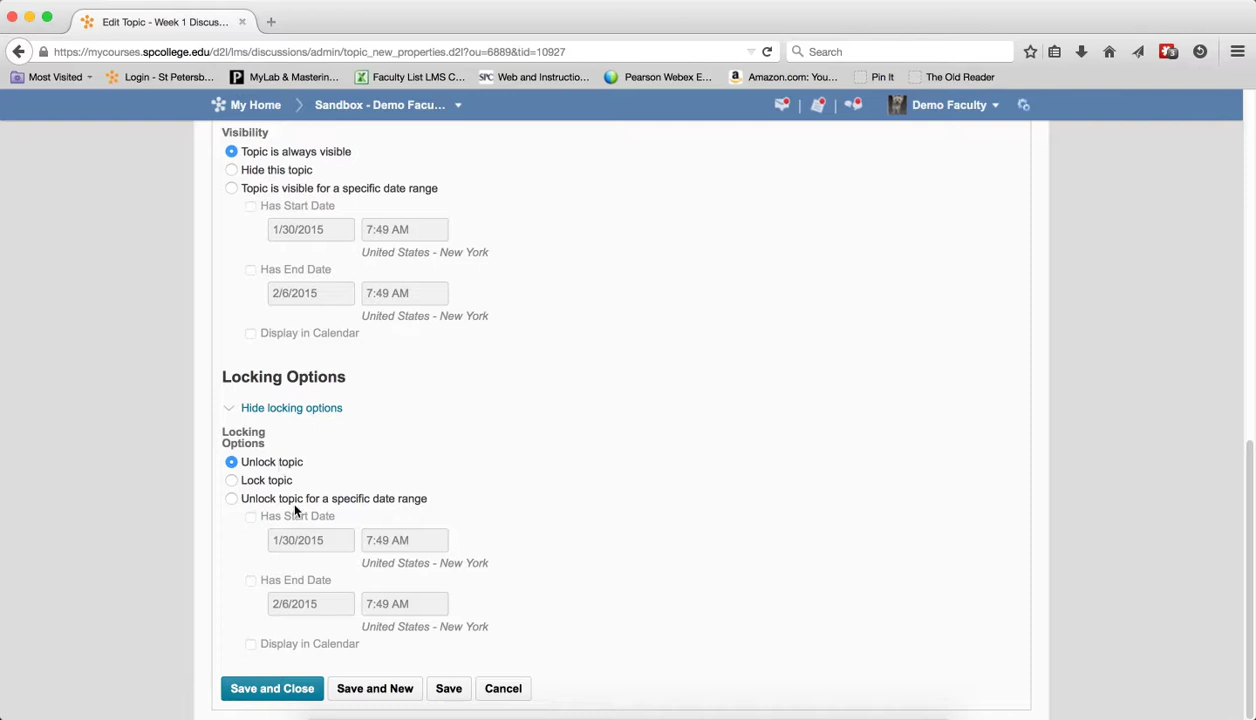 Edit Topic - Week 1 Discus...
https://mycourses.spcollege.edu/d2l/lms/discussions/admin/topic_new_properties.d2l?ou=6889&tid=10927
Search
3
Most Visited
Login - St Petersb...
MyLab & Mastering...
Faculty List LMS C...
SPC
Web and Instructio...
Pearson Webex E...
Amazon.com: You...
Pin It
The Old Reader
My Home
Sandbox - Demo Facu...
Demo Faculty
Visibility
Topic is always visible
Hide this topic
Topic is visible for a specific date range
Has Start Date
1/30/2015 7:49 AM
United States - New York
Has End Date
2/6/2015 7:49 AM
United States - New York
Display in Calendar
Locking Options
Hide locking options
Locking
Options
Unlock topic
Lock topic
Unlock topic for a specific date range
Has Start Date
1/30/2015 7:49 AM
United States - New York
Has End Date
2/6/2015 7:49 AM
United States - New York
Display in Calendar
Save and Close Save and New Save Cancel